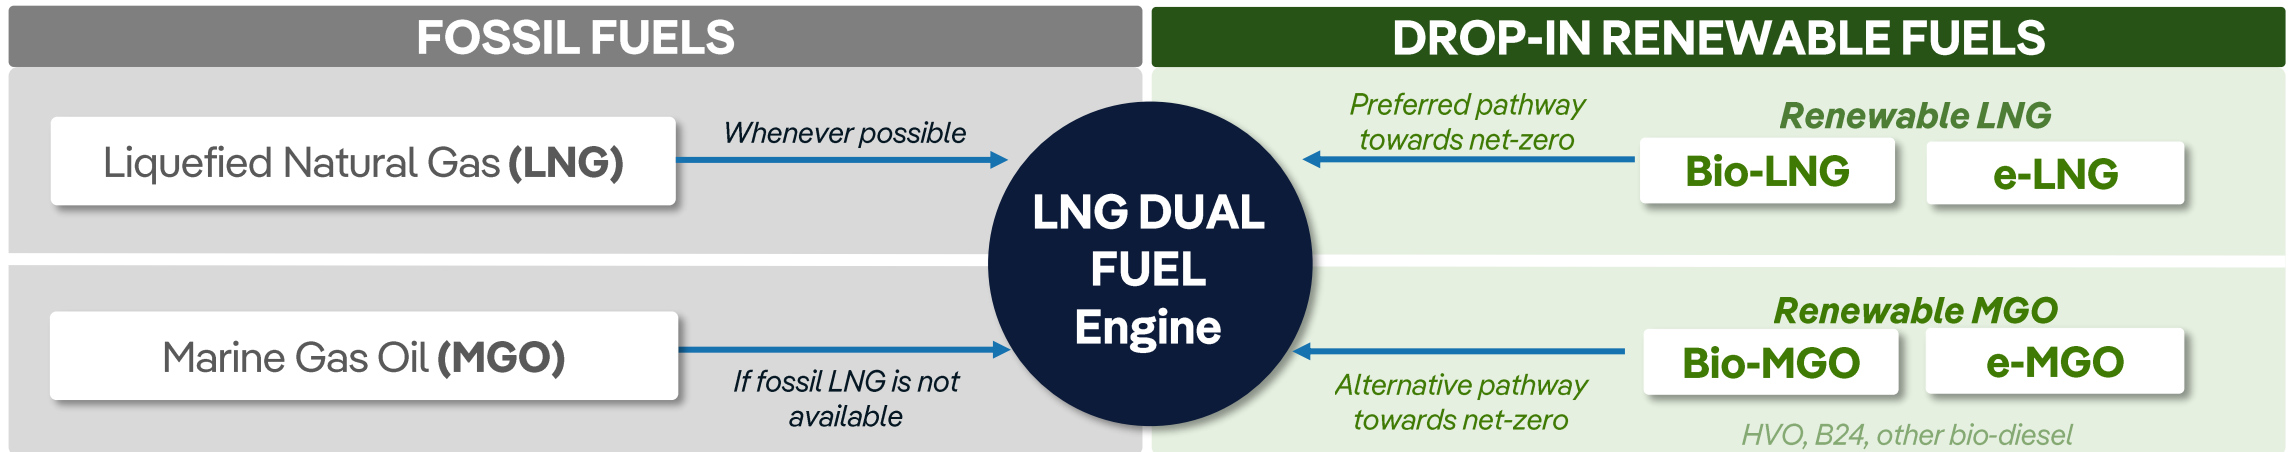 FOSSIL FUELS
DROP-IN RENEWABLE FUELS
Liquefied Natural Gas (LNG)
Whenever possible
Marine Gas Oil (MGO)
If fossil LNG is not
available
LNG DUAL
FUEL
Engine
Preferred pathway
towards net-zero
Renewable LNG
Bio-LNG
e-LNG
Alternative pathway
towards net-zero
Renewable MGO
Bio-MGO
e-MGO
HVO, B24, other bio-diesel